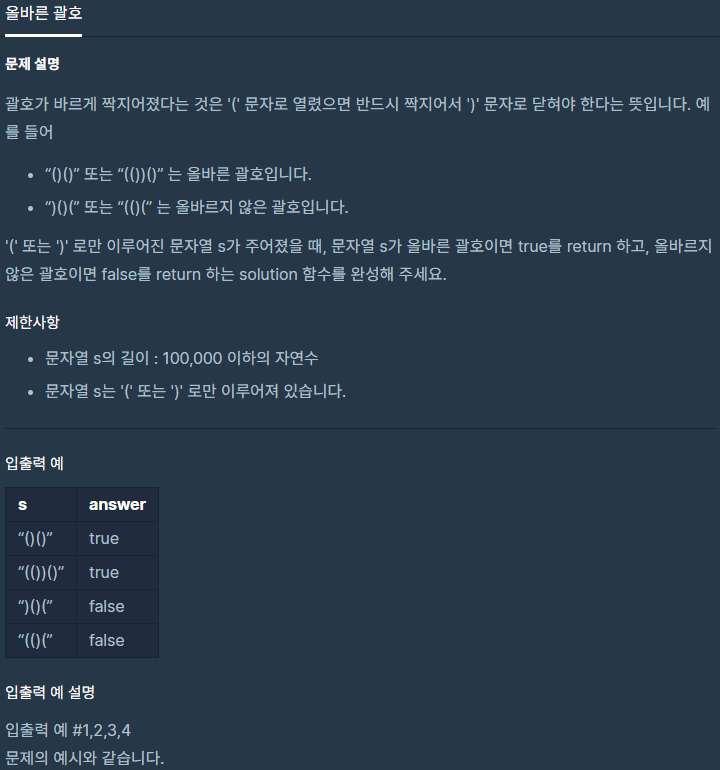 올바른 괄호
문제 설명
괄호가 바르게 짝지어졌다는 것은 '(' 문자로 열렸으면 반드시 짝지어서 ')' 문자로 닫혀야 한다는 뜻입니다. 예
를 들어
• “()()” 또는 “(())()” 는 올바른 괄호입니다.
• “)()(” 또는 “(()(” 는 올바르지 않은 괄호입니다.
'(' 또는 ')' 로만 이루어진 문자열 s가 주어졌을 때, 문자열 s가 올바른 괄호이면 true를 return 하고, 올바르지
않은 괄호이면 false를 return 하는 solution 함수를 완성해 주세요.
제한사항
• 문자열 s의 길이 : 100,000 이하의 자연수
• 문자열 s는 '(' 또는 ')' 로만 이루어져 있습니다.
입출력 예
s answer
“()()” true
“(())()” true
“)()(” false
“(()(” false
입출력 예 설명
입출력 예 #1,2,3,4
문제의 예시와 같습니다.